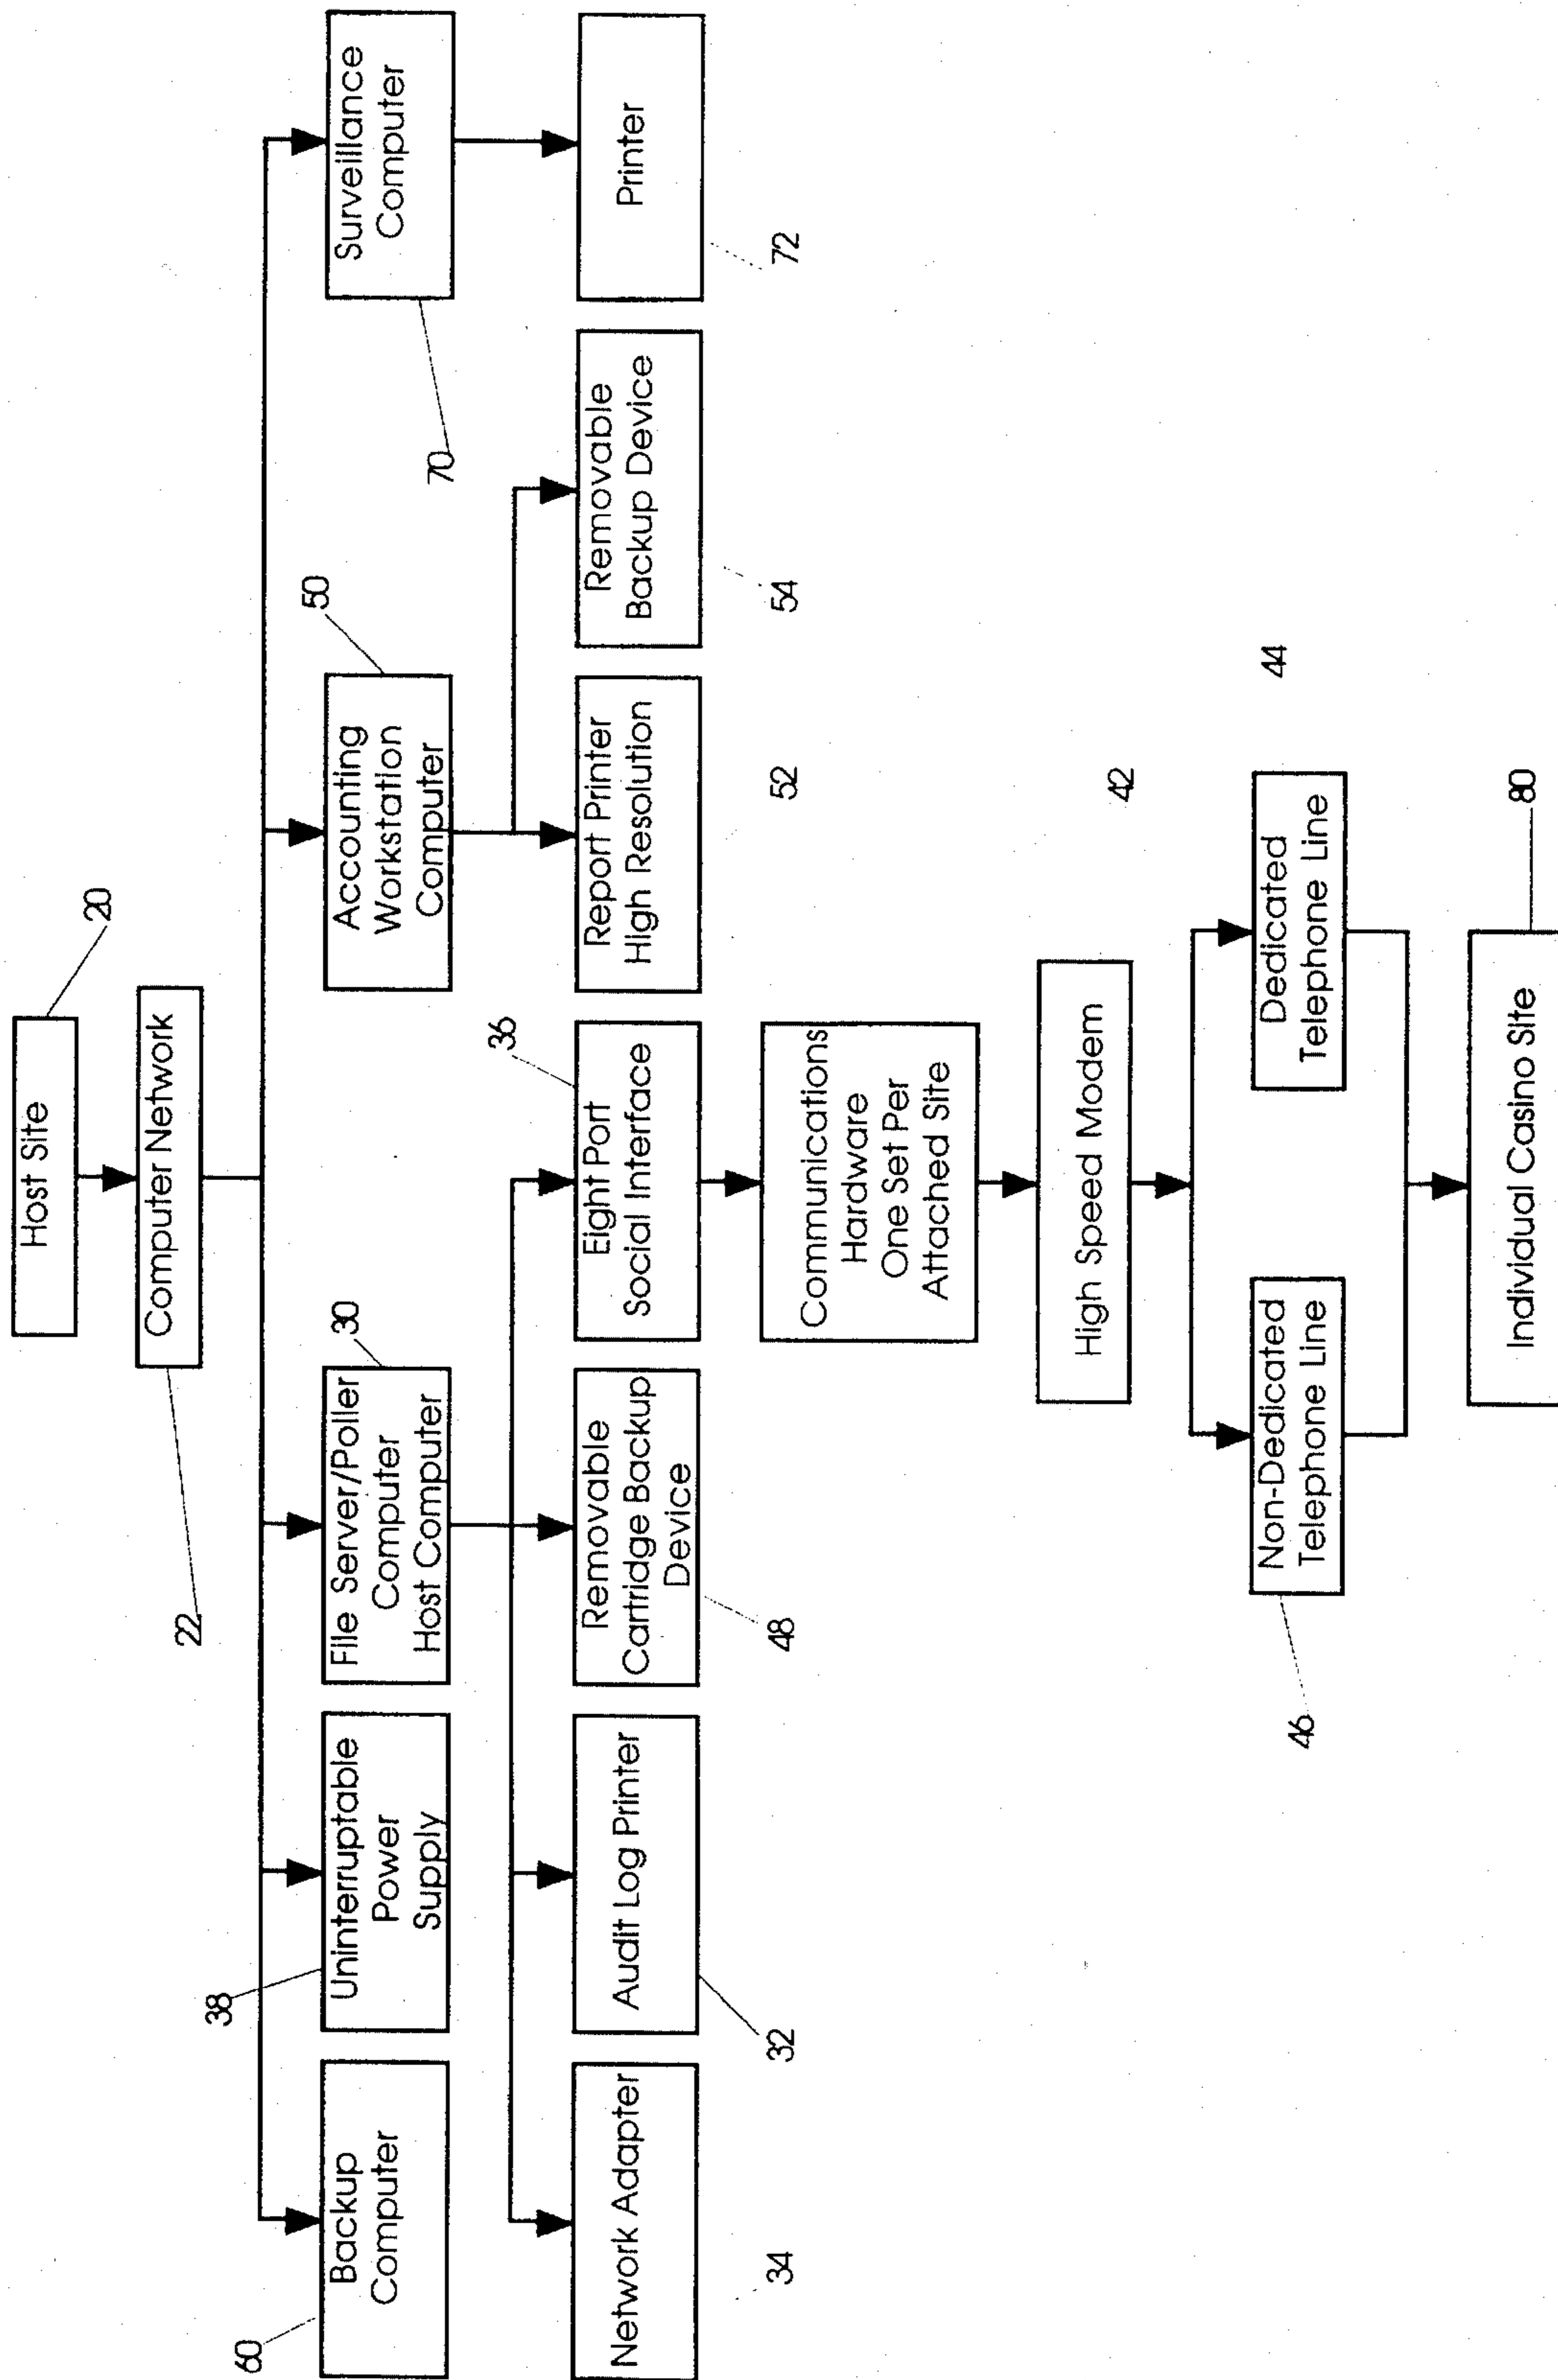 Host Site
20
Computer Network
22
Backup
Computer
60
Uninterruptable
Power
Supply
38
File Server/Poller
Computer
Host Computer
30
Accounting
Workstation
Computer
50
Surveillance
Computer
70
Network Adapter
34
Audit Log Printer
32
Removable
Cartridge Backup
Device
48
Eight Port
Social Interface
36
Report Printer
High Resolution
52
Removable
Backup Device
54
Printer
72
Communications
Hardware
One Set Per
Attached Site
High Speed Modem
42
Non-Dedicated
Telephone Line
46
Dedicated
Telephone Line
44
Individual Casino Site
80